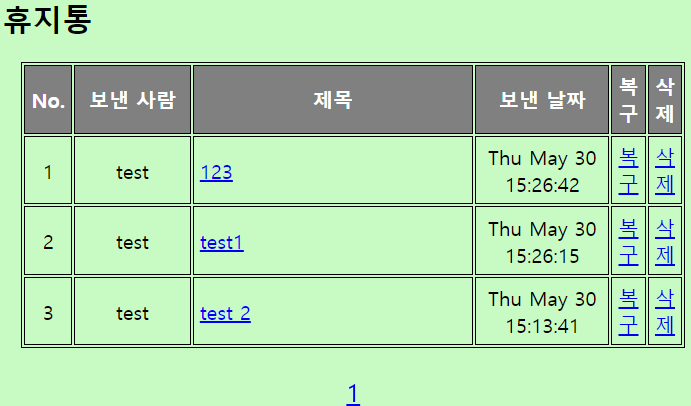 휴지통
No. 보낸 사람 제목 보낸 날짜 복구 삭제
1 test 123 Thu May 30 15:26:42 복구 삭제
2 test test1 Thu May 30 15:26:15 복구 삭제
3 test test 2 Thu May 30 15:13:41 복구 삭제
1